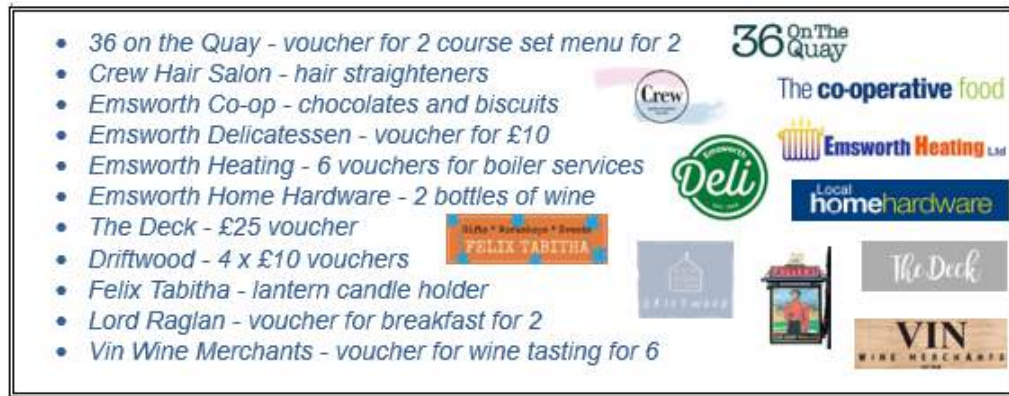 • 36 on the Quay - voucher for 2 course set menu for 2
• Crew Hair Salon - hair straighteners
• Emsworth Co-op - chocolates and biscuits
• Emsworth Delicatessen - voucher for £10
• Emsworth Heating - 6 vouchers for boiler services
• Emsworth Home Hardware - 2 bottles of wine
• The Deck - £25 voucher
• Driftwood - 4 x £10 vouchers
• Felix Tabitha - lantern candle holder
• Lord Raglan - voucher for breakfast for 2
• Vin Wine Merchants - voucher for wine tasting for 6
36 On The
Quay
Crew
The co-operative food
Emsworth Heating Ltd
Emsworth
Deli
Local
homehardware
Gifts * Workshops * Events
FELIX TABITHA
driftwood
The Deck
VIN
WINE MERCHANTS